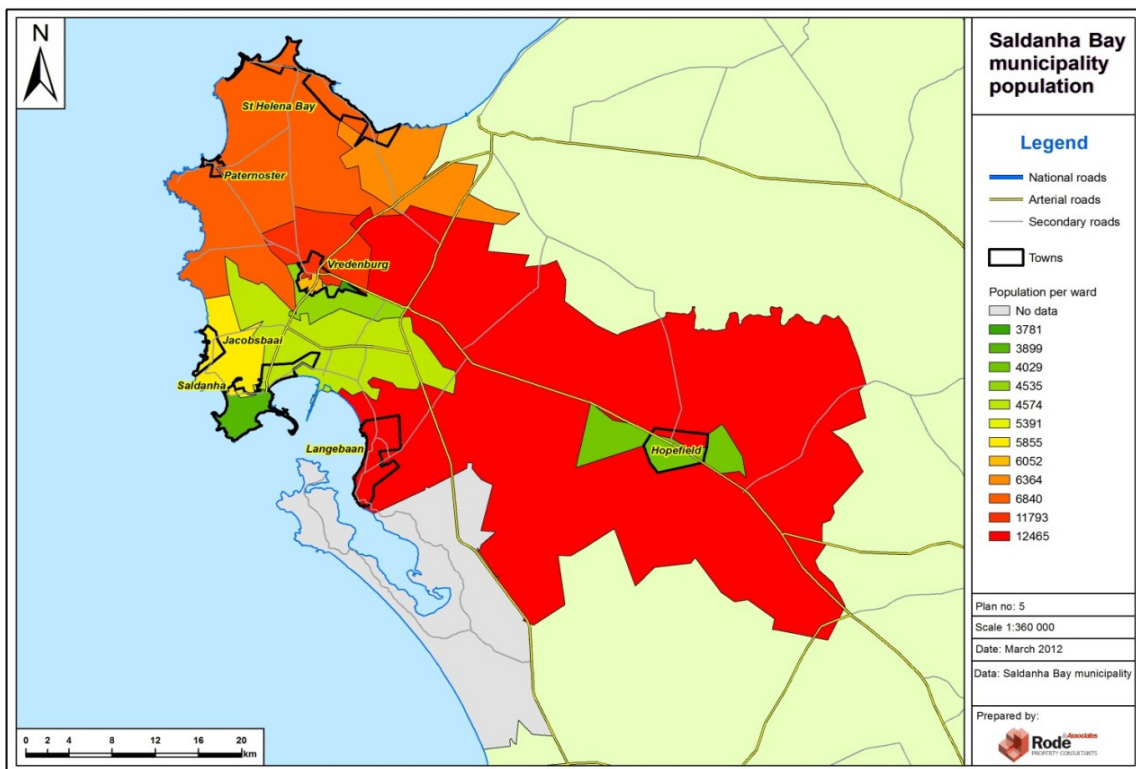 N
St Helena Bay
Paternoster
Vredenburg
Jacobsbaai
Saldanha
Langebaan
Hopefield
0 2 4 8 12 16 20
km
Saldanha Bay
municipality
population
Legend
National roads
Arterial roads
Secondary roads
Towns
Population per ward
No data
3781
3899
4029
4535
4574
5391
5855
6052
6364
6840
11793
12465
Plan no: 5
Scale 1:360 000
Date: March 2012
Data: Saldanha Bay municipality
Prepared by:
&Associates
Rode
PROPERTY CONSULTANTS